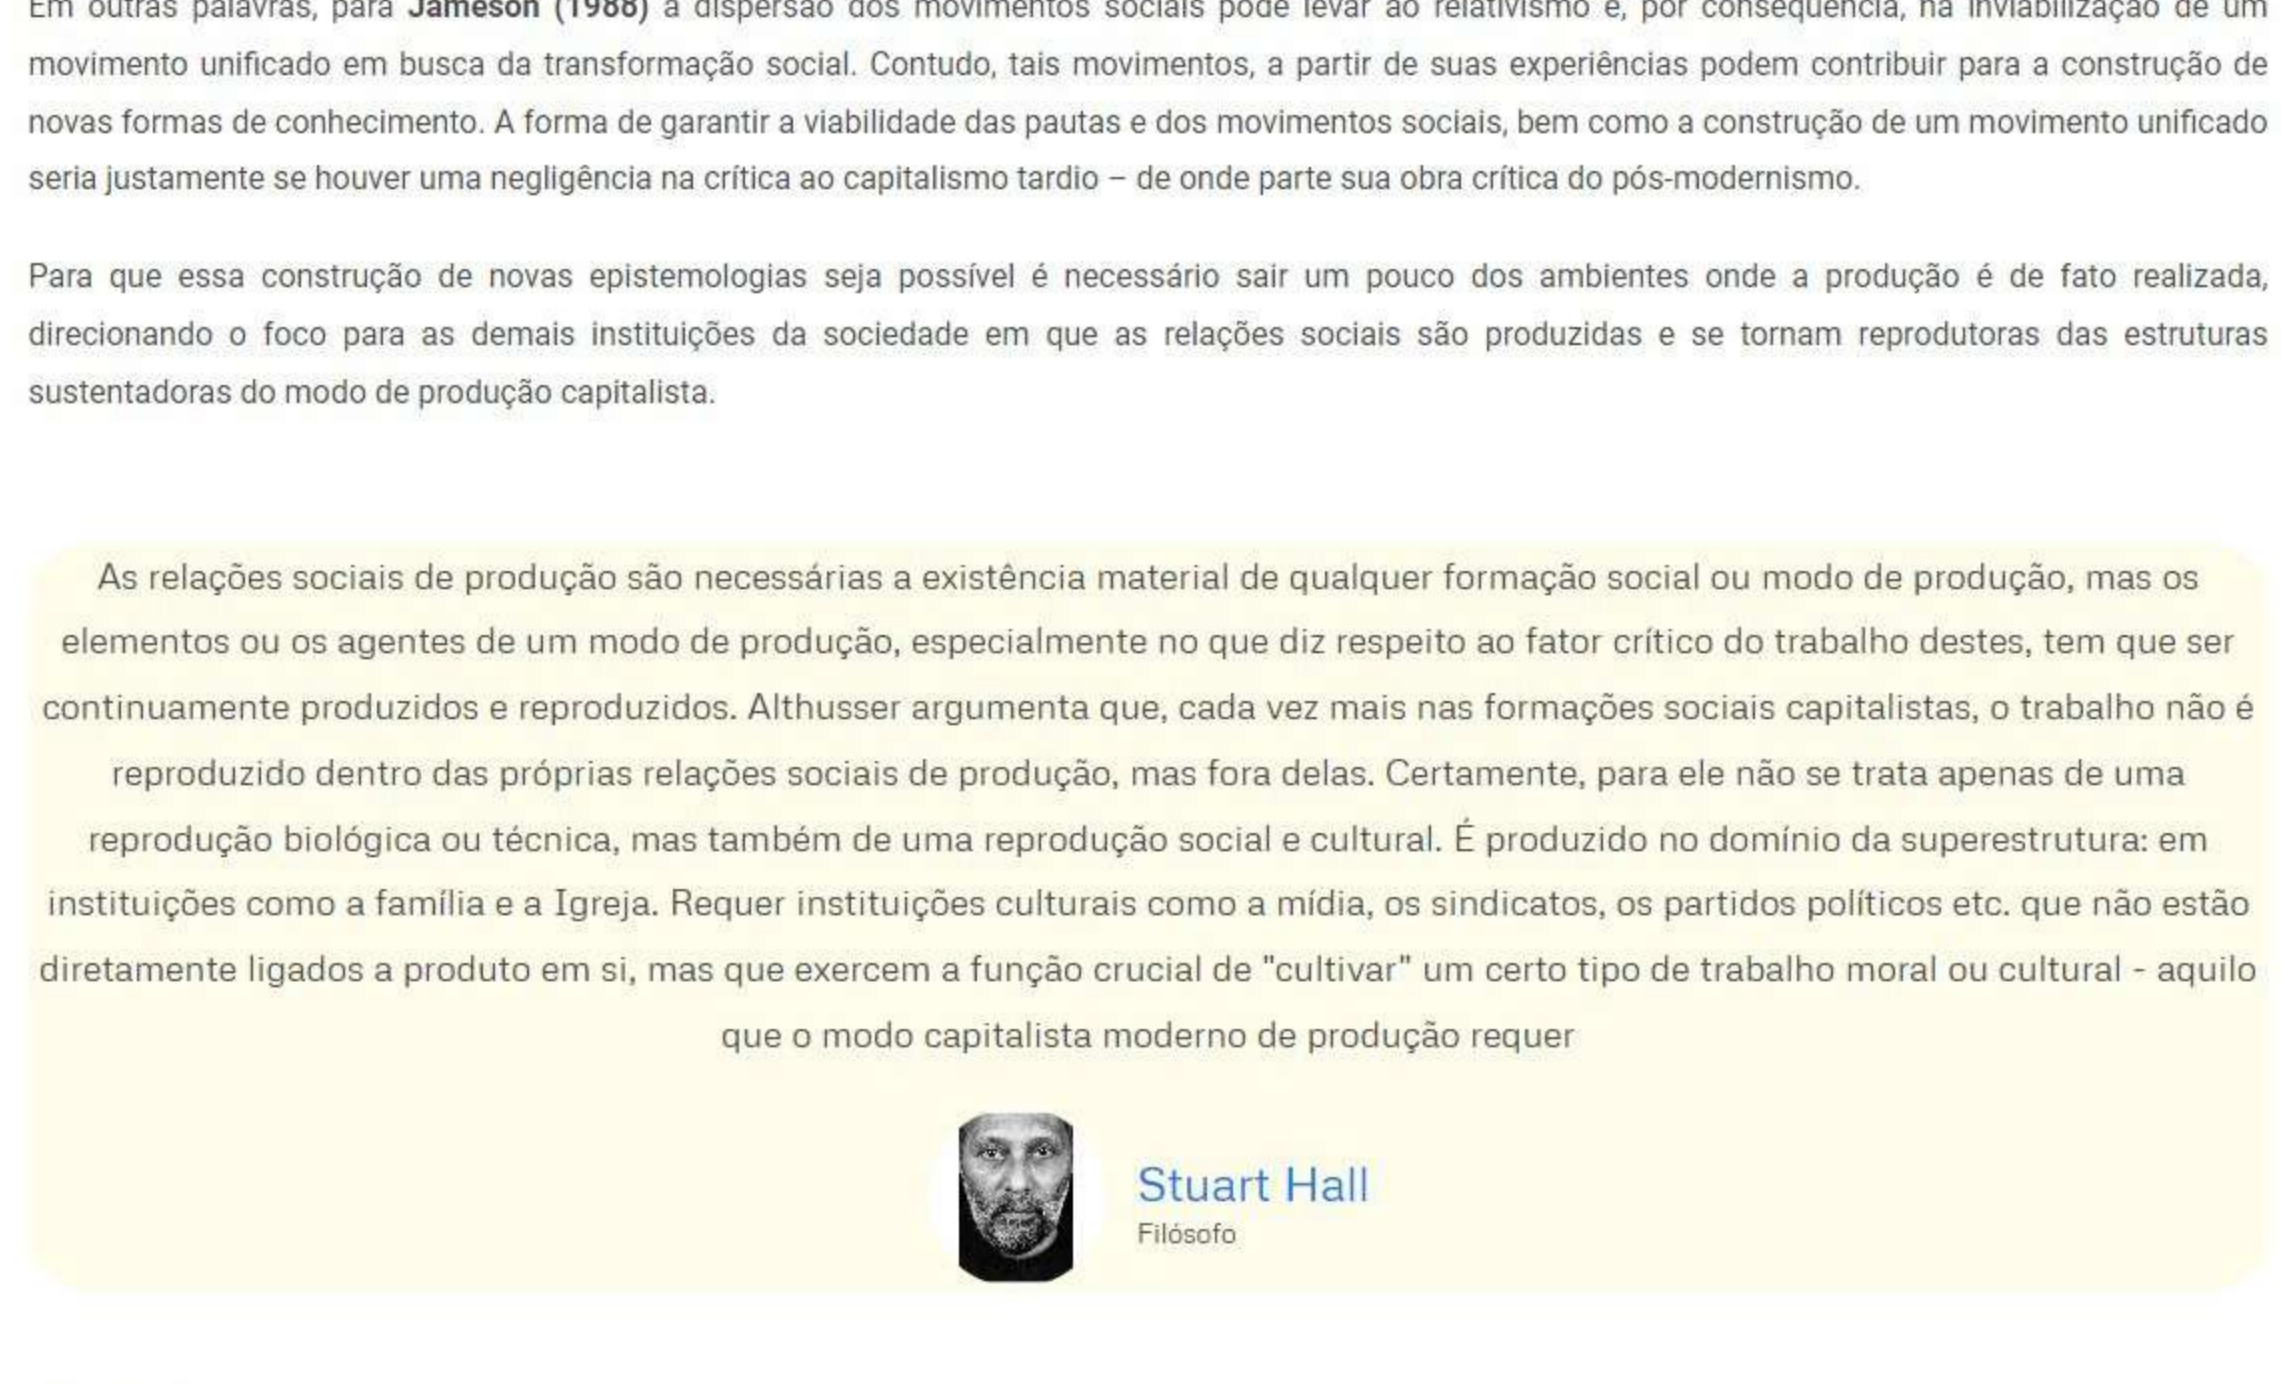 Em outras palavras, para Jameson (1988) a dispersão dos movimentos sociais pode levar ao relativismo e, por consequência, na inviabilização de um
movimento unificado em busca da transformação social. Contudo, tais movimentos, a partir de suas experiências podem contribuir para a construção de
novas formas de conhecimento. A forma de garantir a viabilidade das pautas e dos movimentos sociais, bem como a construção de um movimento unificado
seria justamente se houver uma negligência na crítica ao capitalismo tardio – de onde parte sua obra crítica do pós-modernismo.
Para que essa construção de novas epistemologias seja possível é necessário sair um pouco dos ambientes onde a produção é de fato realizada,
direcionando o foco para as demais instituições da sociedade em que as relações sociais são produzidas e se tornam reprodutoras das estruturas
sustentadoras do modo de produção capitalista.
As relações sociais de produção são necessárias a existência material de qualquer formação social ou modo de produção, mas os
elementos ou os agentes de um modo de produção, especialmente no que diz respeito ao fator crítico do trabalho destes, tem que ser
continuamente produzidos e reproduzidos. Althusser argumenta que, cada vez mais nas formações sociais capitalistas, o trabalho não é
reproduzido dentro das próprias relações sociais de produção, mas fora delas. Certamente, para ele não se trata apenas de uma
reprodução biológica ou técnica, mas também de uma reprodução social e cultural. É produzido no domínio da superestrutura: em
instituições como a família e a Igreja. Requer instituições culturais como a mídia, os sindicatos, os partidos políticos etc. que não estão
diretamente ligados a produto em si, mas que exercem a função crucial de "cultivar" um certo tipo de trabalho moral ou cultural - aquilo
que o modo capitalista moderno de produção requer
Stuart Hall
Filósofo